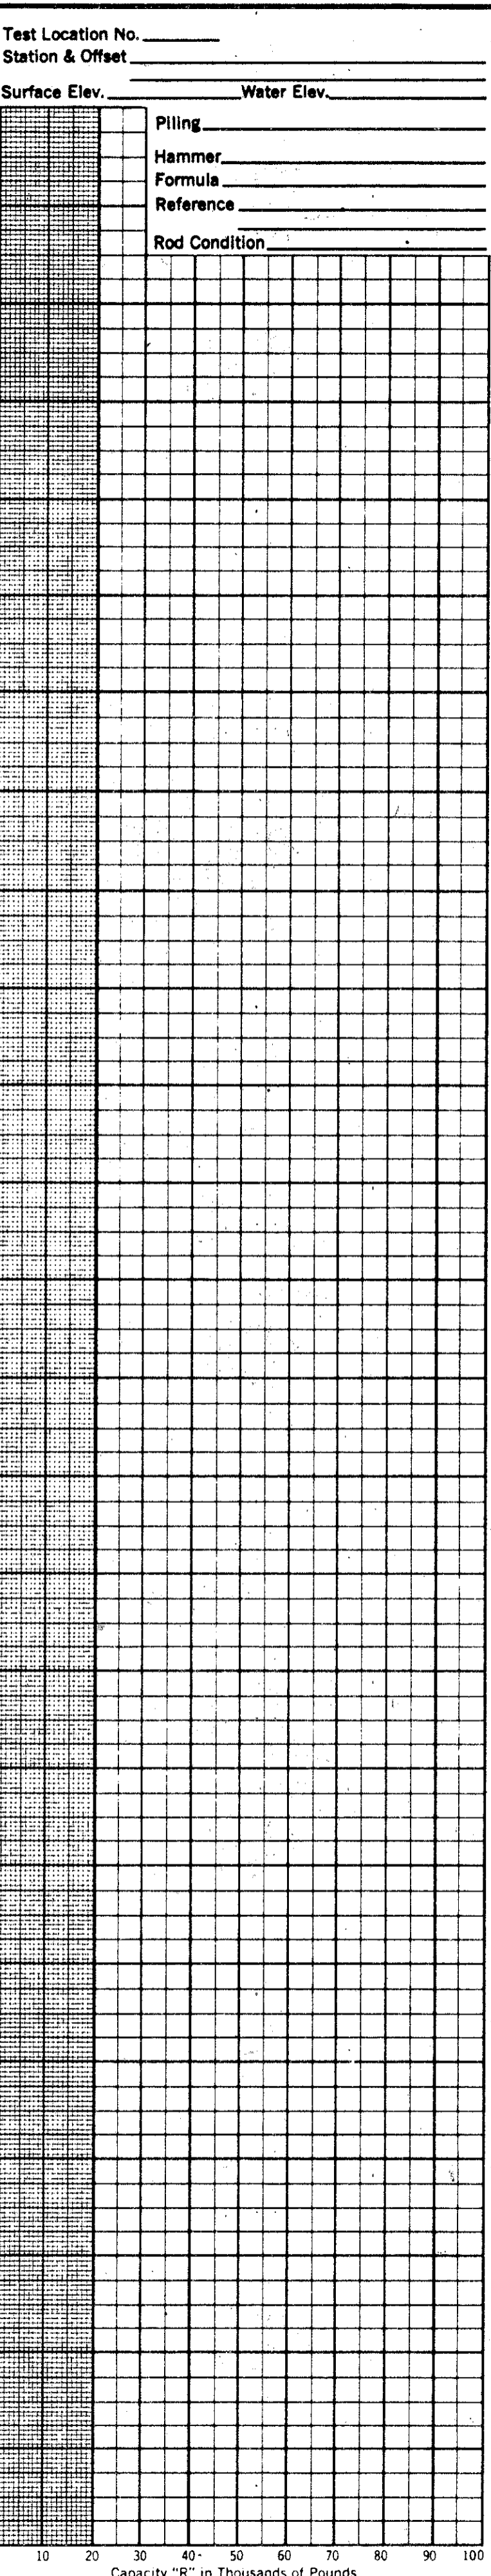 Test Location No.
Station & Offset
Surface Elev. Water Elev.
Piling
Hammer
Formula
Reference
Rod Condition
10 20 30 40 50 60 70 80 90 100
Capacity "R" in Thousands of Pounds